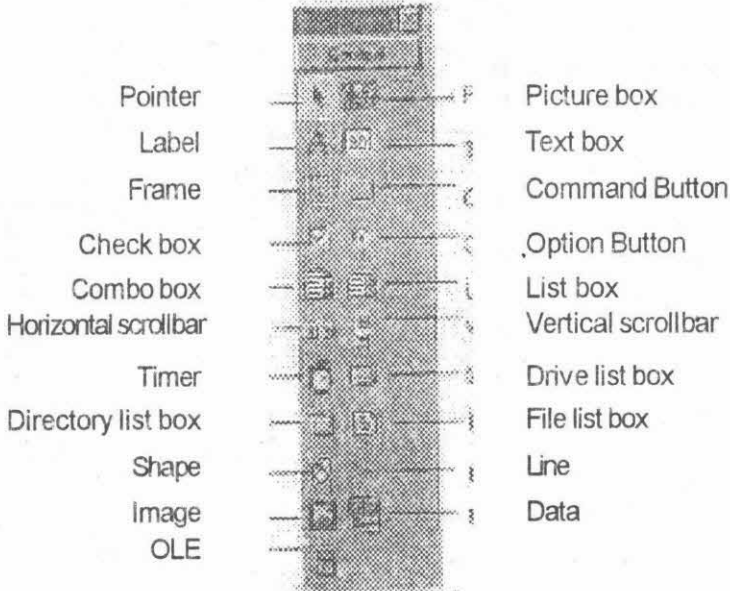 Pointer
Picture box
Label
Text box
Frame
Command Button
Check box
Option Button
Combo box
List box
Horizontal scrollbar
Vertical scrollbar
Timer
Drive list box
Directory list box
File list box
Shape
Line
Image
Data
OLE